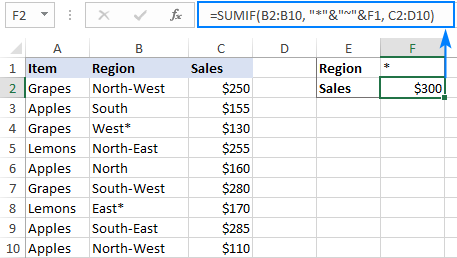 F2 fx =SUMIF(B2:B10, "*"&"~"&F1, C2:D10)
A B C D E F
1 Item Region Sales Region *
2 Grapes North-West $250 Sales $300
3 Apples South $155
4 Grapes West* $130
5 Lemons North-East $255
6 Apples North $160
7 Grapes South-West $280
8 Lemons East* $170
9 Apples South-East $285
10 Apples North-West $110